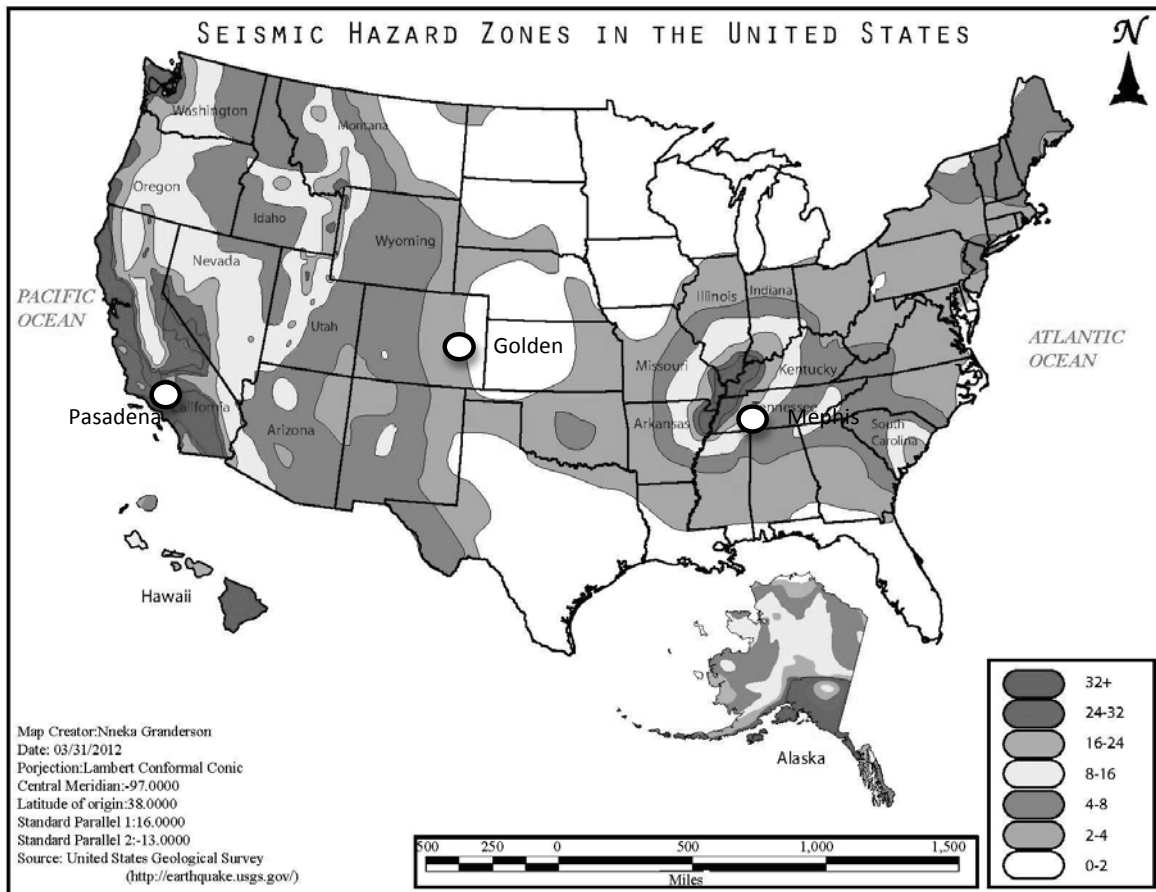 SEISMIC HAZARD ZONES IN THE UNITED STATES
N
Washington
Montana
Oregon
Idaho
Wyoming
Nevada
PACIFIC
OCEAN
Utah
Illinois
Indiana
ATLANTIC
OCEAN
Golden
Missouri
Kentucky
Pasadena
California
Arizona
Arkansas
Tennessee
Mephis
South
Carolina
Hawaii
Alaska
32+
24-32
16-24
8-16
4-8
2-4
0-2
Map Creator:Nneka Granderson
Date: 03/31/2012
Porjection:Lambert Conformal Conic
Central Meridian:-97.0000
Latitude of origin:38.0000
Standard Parallel 1:16.0000
Standard Parallel 2:-13.0000
Source: United States Geological Survey
(http://earthquake.usgs.gov/)
500 250 0 500 1,000 1,500
Miles